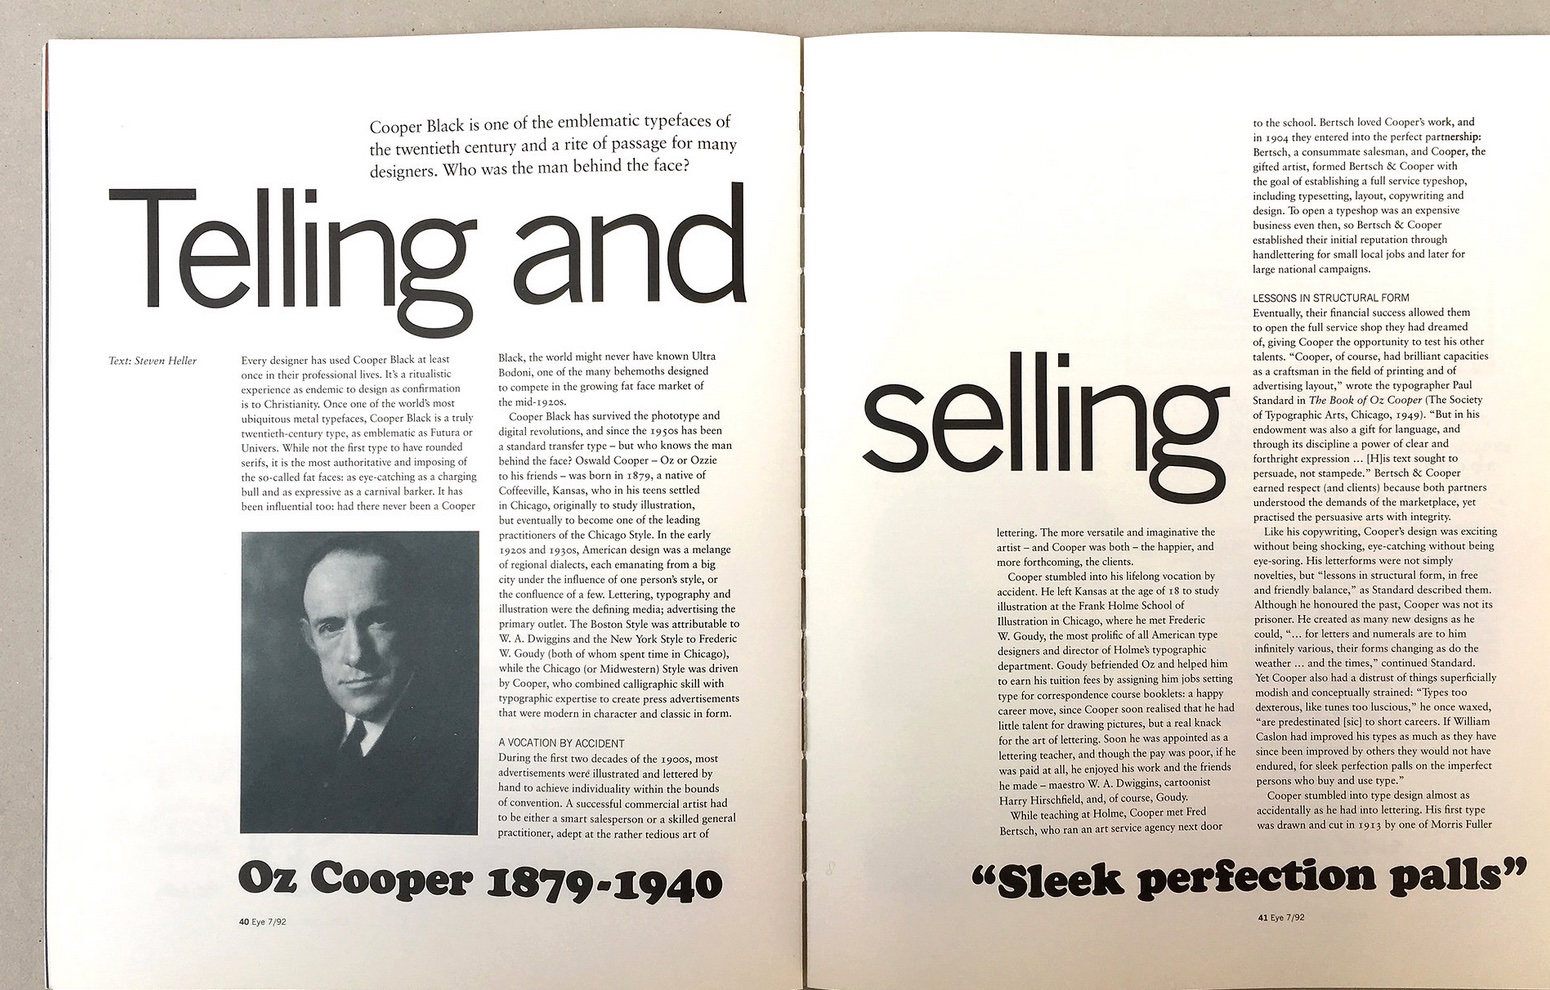 Cooper Black is one of the emblematic typefaces of
the twentieth century and a rite of passage for many
designers. Who was the man behind the face?
Telling and
Text: Steven Heller
Every designer has used Cooper Black at least
once in their professional lives. It's a ritualistic
experience as endemic to design as confirmation
is to Christianity. Once one of the world's most
ubiquitous metal typefaces, Cooper Black is a truly
twentieth-century type, as emblematic as Futura or
Univers. While not the first type to have rounded
serifs, it is the most authoritative and imposing of
the so-called fat faces: as eye-catching as a charging
bull and as expressive as a carnival barker. It has
been influential too: had there never been a Cooper
Black, the world might never have known Ultra
Bodoni, one of the many behemoths designed
to compete in the growing fat face market of
the mid-1920s.
Cooper Black has survived the phototype and
digital revolutions, and since the 1950s has been
a standard transfer type – but who knows the man
behind the face? Oswald Cooper – Oz or Ozzie
to his friends – was born in 1879, a native of
Coffeeville, Kansas, who in his teens settled
in Chicago, originally to study illustration,
but eventually to become one of the leading
practitioners of the Chicago Style. In the early
1920s and 1930s, American design was a melange
of regional dialects, each emanating from a big
city under the influence of one person's style, or
the confluence of a few. Lettering, typography and
illustration were the defining media; advertising the
primary outlet. The Boston Style was attributable to
W. A. Dwiggins and the New York Style to Frederic
W. Goudy (both of whom spent time in Chicago),
while the Chicago (or Midwestern) Style was driven
by Cooper, who combined calligraphic skill with
typographic expertise to create press advertisements
that were modern in character and classic in form.
A VOCATION BY ACCIDENT
During the first two decades of the 1900s, most
advertisements were illustrated and lettered by
hand to achieve individuality within the bounds
of convention. A successful commercial artist had
to be either a smart salesperson or a skilled general
practitioner, adept at the rather tedious art of
Oz Cooper 1879-1940
40 Eye 7/92
selling
lettering. The more versatile and imaginative the
artist – and Cooper was both – the happier, and
more forthcoming, the clients.
Cooper stumbled into his lifelong vocation by
accident. He left Kansas at the age of 18 to study
illustration at the Frank Holme School of
Illustration in Chicago, where he met Frederic
W. Goudy, the most prolific of all American type
designers and director of Holme's typographic
department. Goudy befriended Oz and helped him
to earn his tuition fees by assigning him jobs setting
type for correspondence course booklets: a happy
career move, since Cooper soon realised that he had
little talent for drawing pictures, but a real knack
for the art of lettering. Soon he was appointed as a
lettering teacher, and though the pay was poor, if he
was paid at all, he enjoyed his work and the friends
he made – maestro W. A. Dwiggins, cartoonist
Harry Hirschfield, and, of course, Goudy.
While teaching at Holme, Cooper met Fred
Bertsch, who ran an art service agency next door
to the school. Bertsch loved Cooper's work, and
in 1904 they entered into the perfect partnership:
Bertsch, a consummate salesman, and Cooper, the
gifted artist, formed Bertsch & Cooper with
the goal of establishing a full service typeshop,
including typesetting, layout, copywriting and
design. To open a typeshop was an expensive
business even then, so Bertsch & Cooper
established their initial reputation through
handlettering for small local jobs and later for
large national campaigns.
LESSONS IN STRUCTURAL FORM
Eventually, their financial success allowed them
to open the full service shop they had dreamed
of, giving Cooper the opportunity to test his other
talents. “Cooper, of course, had brilliant capacities
as a craftsman in the field of printing and of
advertising layout,” wrote the typographer Paul
Standard in The Book of Oz Cooper (The Society
of Typographic Arts, Chicago, 1949). “But in his
endowment was also a gift for language, and
through its discipline a power of clear and
forthright expression ... [H]is text sought to
persuade, not stampede.” Bertsch & Cooper
earned respect (and clients) because both partners
understood the demands of the marketplace, yet
practised the persuasive arts with integrity.
Like his copywriting, Cooper's design was exciting
without being shocking, eye-catching without being
eye-soring. His letterforms were not simply
novelties, but “lessons in structural form, in free
and friendly balance,” as Standard described them.
Although he honoured the past, Cooper was not its
prisoner. He created as many new designs as he
could, “... for letters and numerals are to him
infinitely various, their forms changing as do the
weather ... and the times,” continued Standard.
Yet Cooper also had a distrust of things superficially
modish and conceptually strained: “Types too
dexterous, like tunes too luscious,” he once waxed,
“are predestinated [sic] to short careers. If William
Caslon had improved his types as much as they have
since been improved by others they would not have
endured, for sleek perfection palls on the imperfect
persons who buy and use type.”
Cooper stumbled into type design almost as
accidentally as he had into lettering. His first type
was drawn and cut in 1913 by one of Morris Fuller
“Sleek perfection palls”
41 Eye 7/92